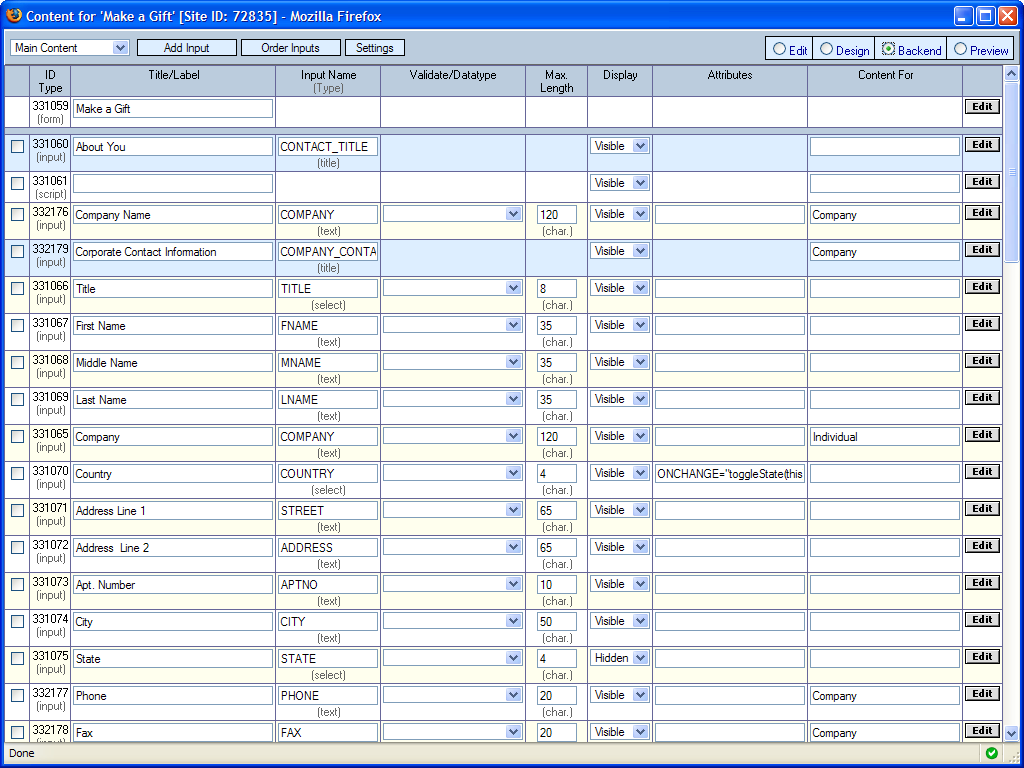 Content for 'Make a Gift' [Site ID: 72835] - Mozilla Firefox
Main Content Add Input Order Inputs Settings Edit Design Backend Preview
ID Type Title/Label Input Name (Type) Validate/Datatype Max. Length Display Attributes Content For
331059 (form) Make a Gift Edit
331060 (input) About You CONTACT_TITLE (title) Visible Edit
331061 (script) Visible Edit
332176 (input) Company Name COMPANY (text) 120 (char.) Visible Company Edit
332179 (input) Corporate Contact Information COMPANY_CONTA (title) Visible Company Edit
331066 (input) Title TITLE (select) 8 (char.) Visible Edit
331067 (input) First Name FNAME (text) 35 (char.) Visible Edit
331068 (input) Middle Name MNAME (text) 35 (char.) Visible Edit
331069 (input) Last Name LNAME (text) 35 (char.) Visible Edit
331065 (input) Company COMPANY (text) 120 (char.) Visible Individual Edit
331070 (input) Country COUNTRY (select) 4 (char.) Visible ONCHANGE="toggleState(this Edit
331071 (input) Address Line 1 STREET (text) 65 (char.) Visible Edit
331072 (input) Address  Line 2 ADDRESS (text) 65 (char.) Visible Edit
331073 (input) Apt. Number APTNO (text) 10 (char.) Visible Edit
331074 (input) City CITY (text) 50 (char.) Visible Edit
331075 (input) State STATE (select) 4 (char.) Hidden Edit
332177 (input) Phone PHONE (text) 20 (char.) Visible Company Edit
332178 Fax FAX 20 Visible Company Edit
Done